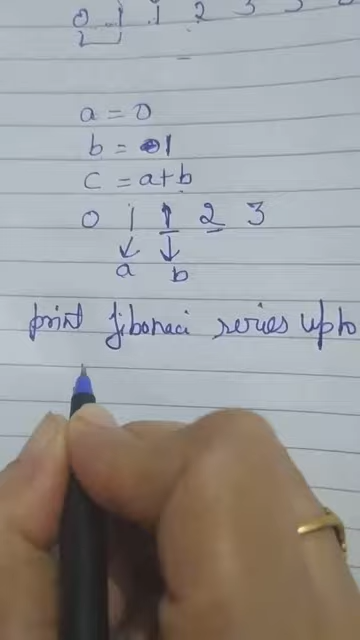 0 1 1 2 3 5
a = 0
b = 1
c = a+b
0 1 1 2 3
a b
print fibonaci series upto